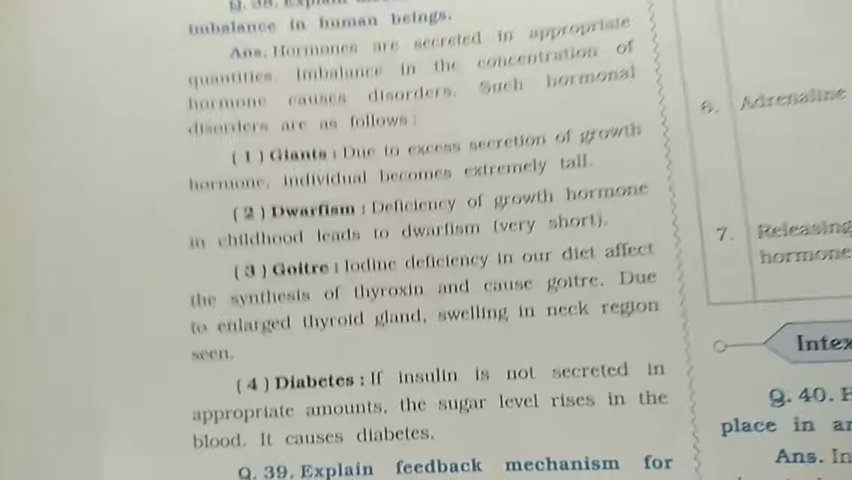 Q. 38. Explain
imbalance in human beings.
Ans. Hormones are secreted in appropriate
quantities. Imbalance in the concentration of
hormone causes disorders. Such hormonal
disorders are as follows :
( 1 ) Giants : Due to excess secretion of growth
hormone, individual becomes extremely tall.
( 2 ) Dwarfism : Deficiency of growth hormone
in childhood leads to dwarfism (very short).
( 3 ) Goitre : Iodine deficiency in our diet affect
the synthesis of thyroxin and cause goitre. Due
to enlarged thyroid gland, swelling in neck region
seen.
( 4 ) Diabetes : If insulin is not secreted in
appropriate amounts, the sugar level rises in the
blood. It causes diabetes.
Q. 39. Explain feedback mechanism for
6. Adrenaline
7. Releasing
hormone
Intex
Q. 40. H
place in an
Ans. In